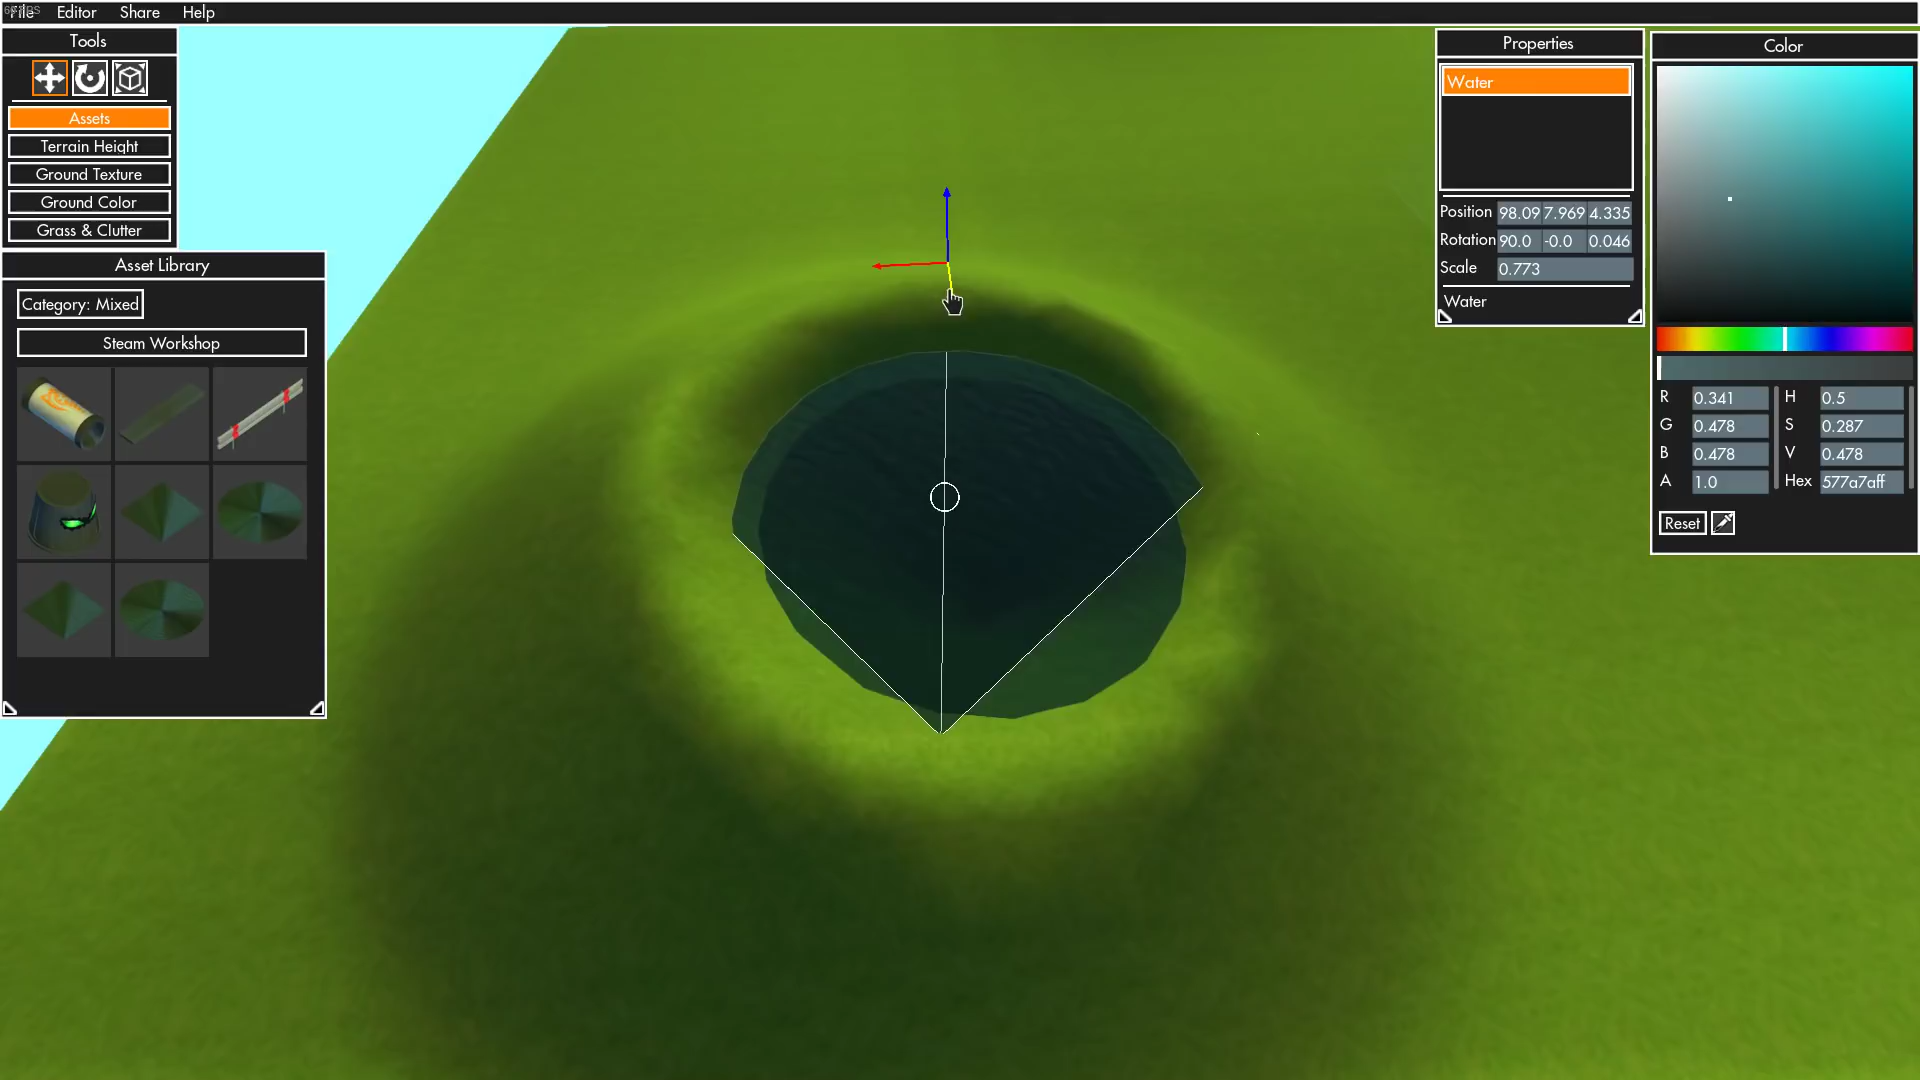 File Editor Share Help
Tools
Assets
Terrain Height
Ground Texture
Ground Color
Grass & Clutter
Asset Library
Category: Mixed
Steam Workshop
Properties
Water
Position 98.09 7.969 4.335
Rotation 90.0 -0.0 0.046
Scale 0.773
Water
Color
R 0.341 H 0.5
G 0.478 S 0.287
B 0.478 V 0.478
A 1.0 Hex 577a7aff
Reset